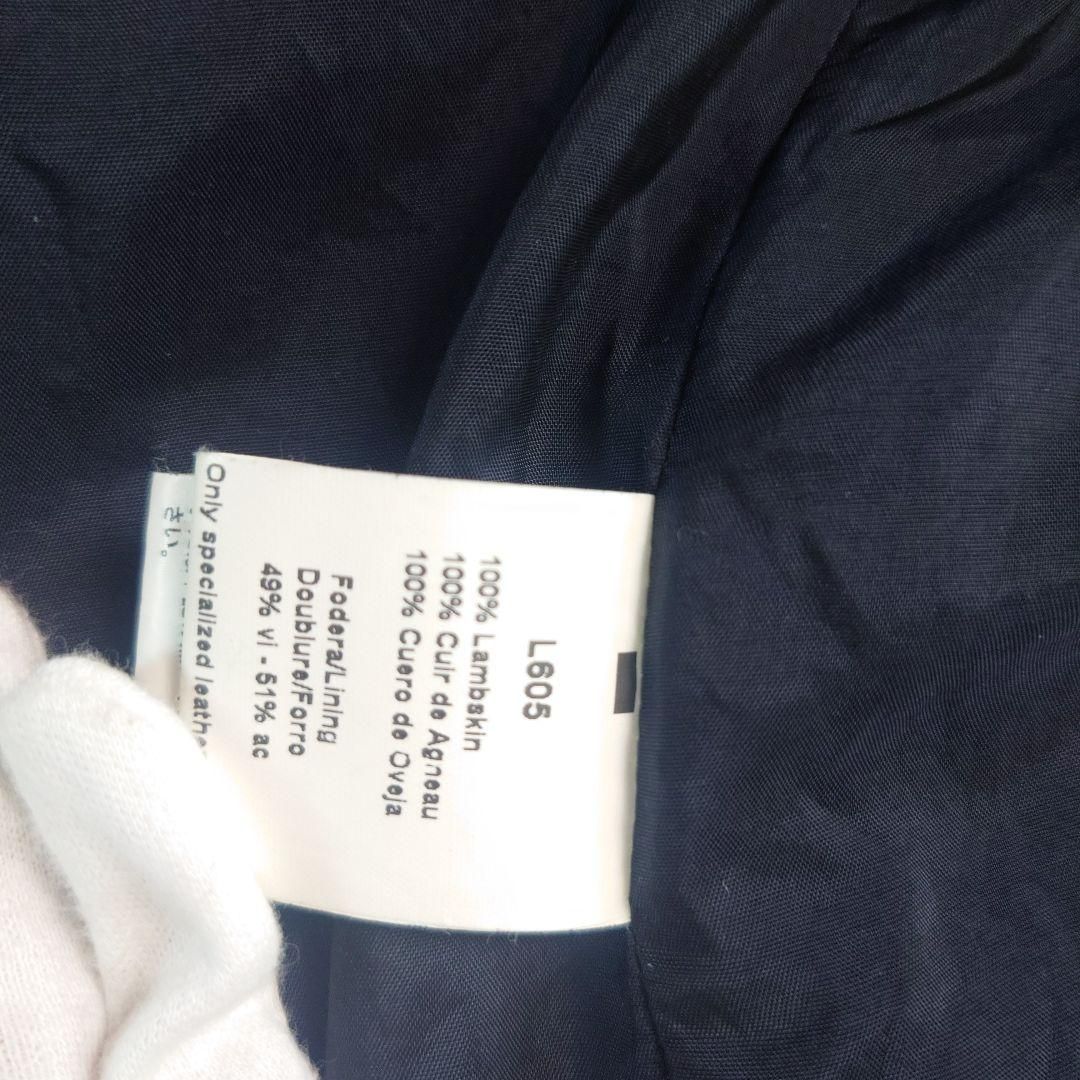 L605
100% Lambskin
100% Cuir de Agneau
100% Cuero de Oveja
Fodera/Lining
Doublure/Forro
49% vi - 51% ac
Only specialized
さい。